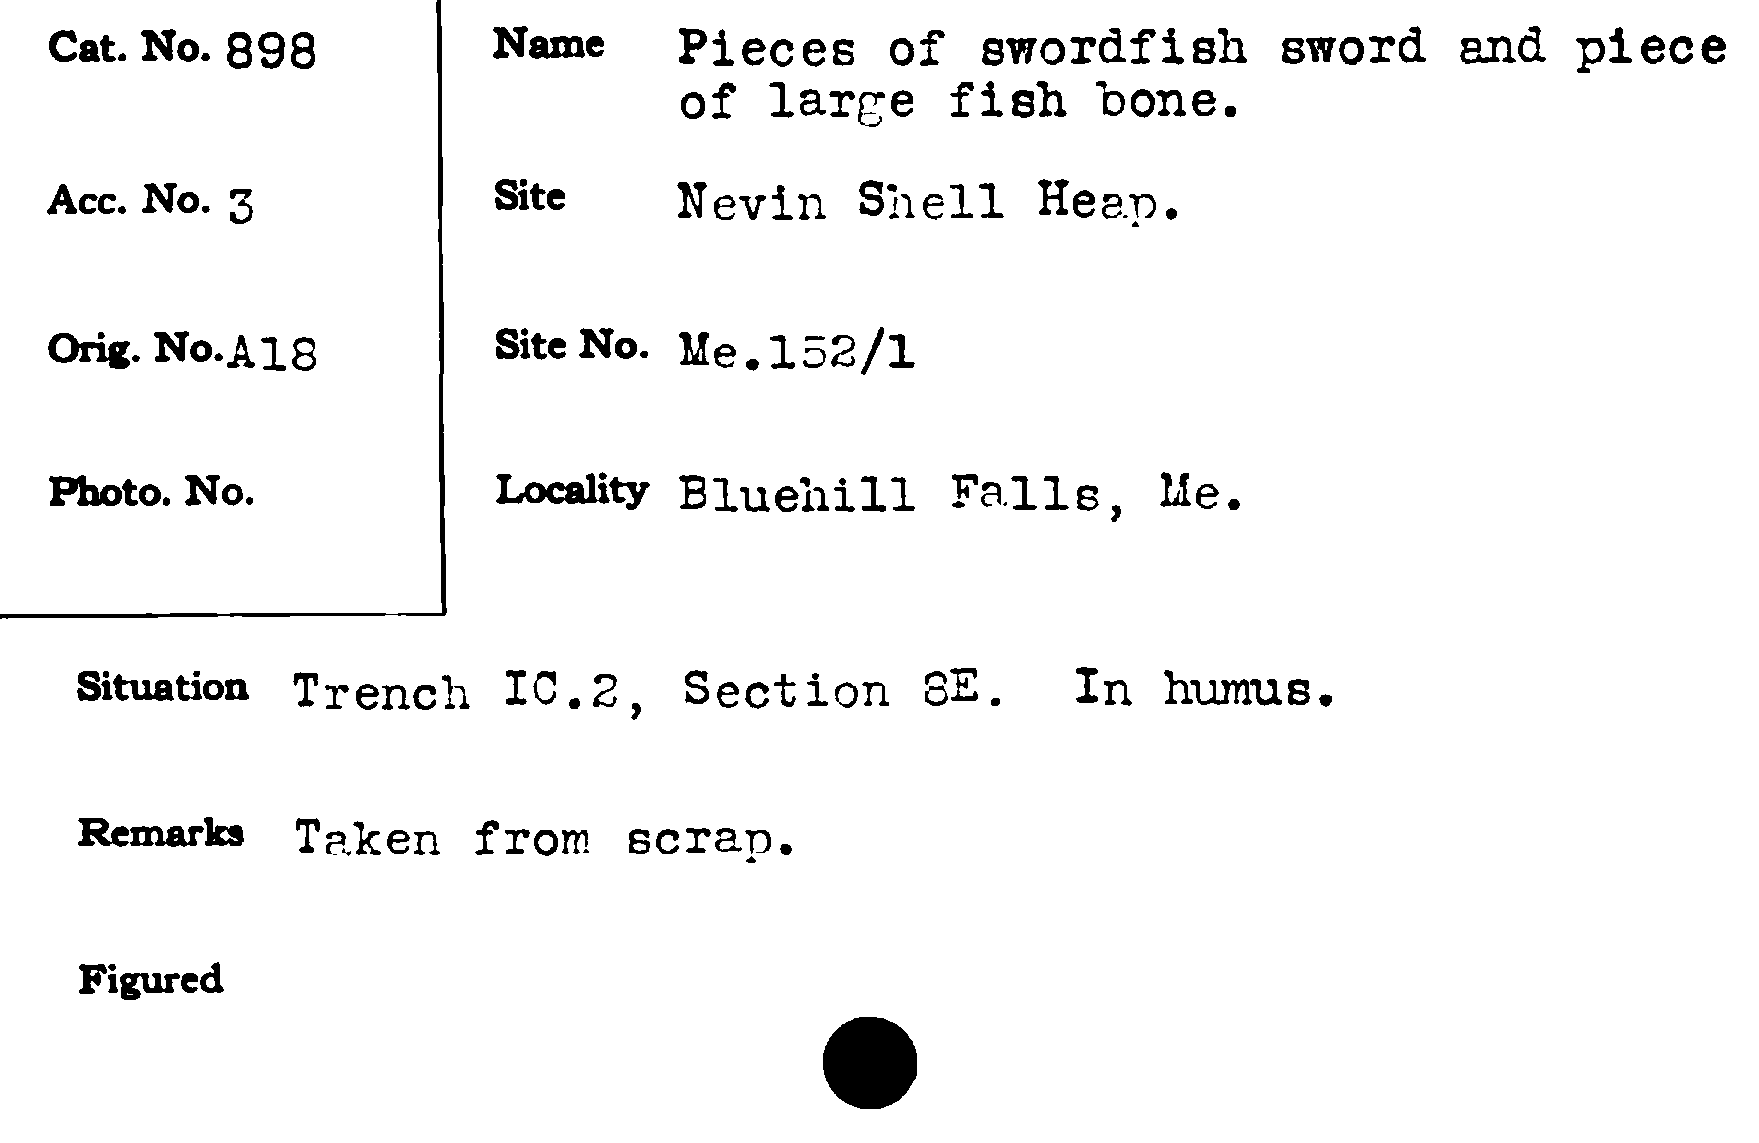 Cat. No. 898
Name Pieces of swordfish sword and piece
of large fish bone.
Acc. No. 3
Site Nevin Shell Heap.
Orig. No. A18
Site No. Me.152/1
Photo. No.
Locality Bluehill Falls, Me.
Situation Trench IC.2, Section 8E. In humus.
Remarks Taken from scrap.
Figured